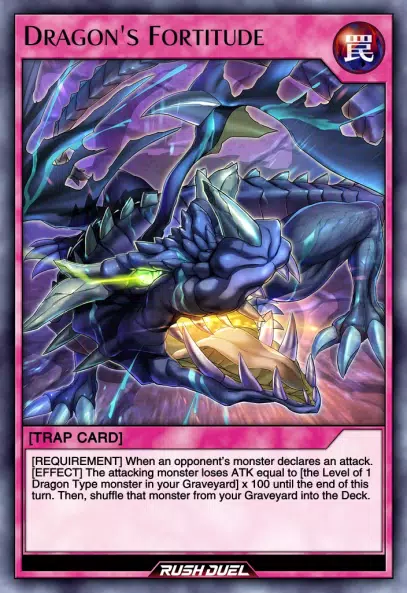 DRAGON'S FORTITUDE
罠
[TRAP CARD]
[REQUIREMENT] When an opponent's monster declares an attack.
[EFFECT] The attacking monster loses ATK equal to [the Level of 1
Dragon Type monster in your Graveyard] x 100 until the end of this
turn. Then, shuffle that monster from your Graveyard into the Deck.
RUSH DUEL